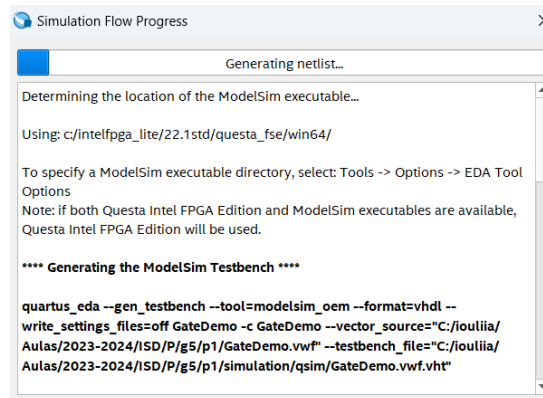 Simulation Flow Progress
Generating netlist...
Determining the location of the ModelSim executable...
Using: c:/intelfpga_lite/22.1std/questa_fse/win64/
To specify a ModelSim executable directory, select: Tools -> Options -> EDA Tool
Options
Note: if both Questa Intel FPGA Edition and ModelSim executables are available,
Questa Intel FPGA Edition will be used.
**** Generating the ModelSim Testbench ****
quartus_eda --gen_testbench --tool=modelsim_oem --format=vhdl --
write_settings_files=off GateDemo -c GateDemo --vector_source="C:/iouliia/
Aulas/2023-2024/ISD/P/g5/p1/GateDemo.vwf" --testbench_file="C:/iouliia/
Aulas/2023-2024/ISD/P/g5/p1/simulation/qsim/GateDemo.vwf.vht"